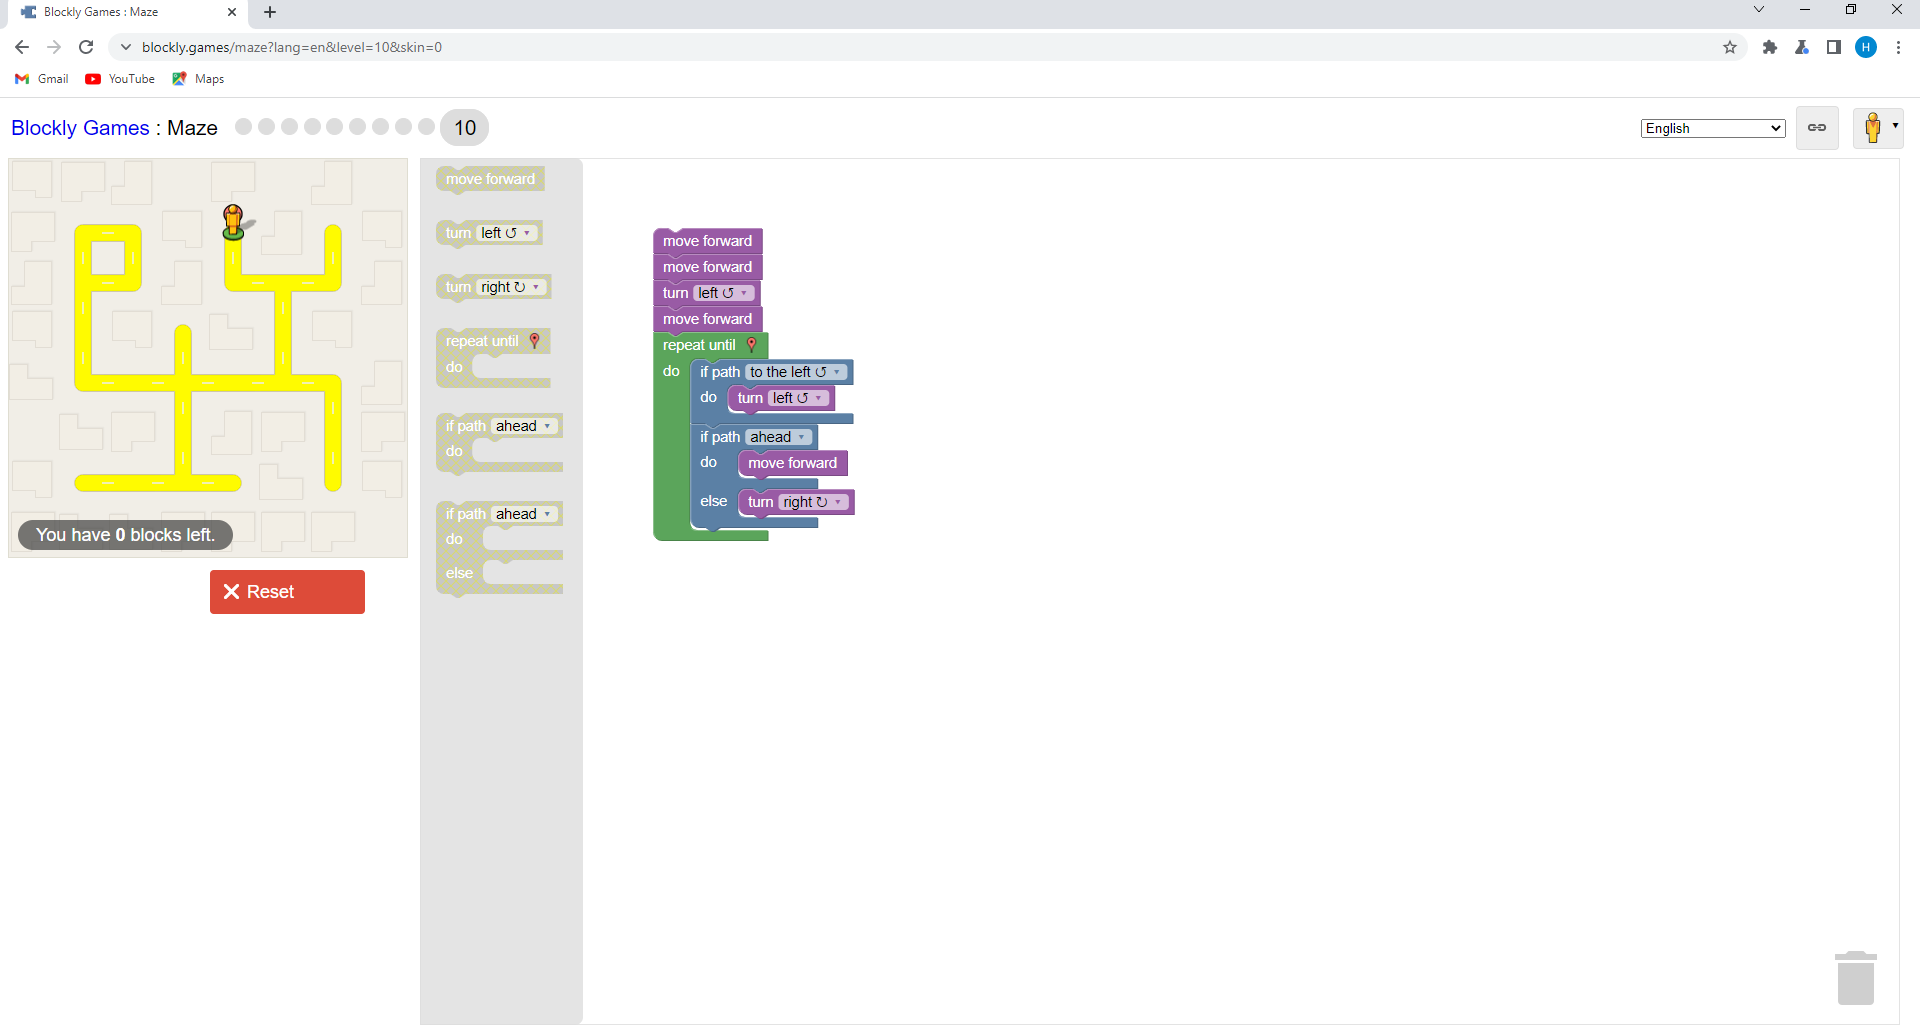 Blockly Games : Maze
blockly.games/maze?lang=en&level=10&skin=0
H
Gmail
YouTube
Maps
Blockly Games : Maze
10
English
You have 0 blocks left.
Reset
move forward
turn left ↺
turn right ↻
repeat until
do
if path ahead
do
if path ahead
do
else
move forward
move forward
turn left ↺
move forward
repeat until
do if path to the left ↺
do turn left ↺
if path ahead
do move forward
else turn right ↻